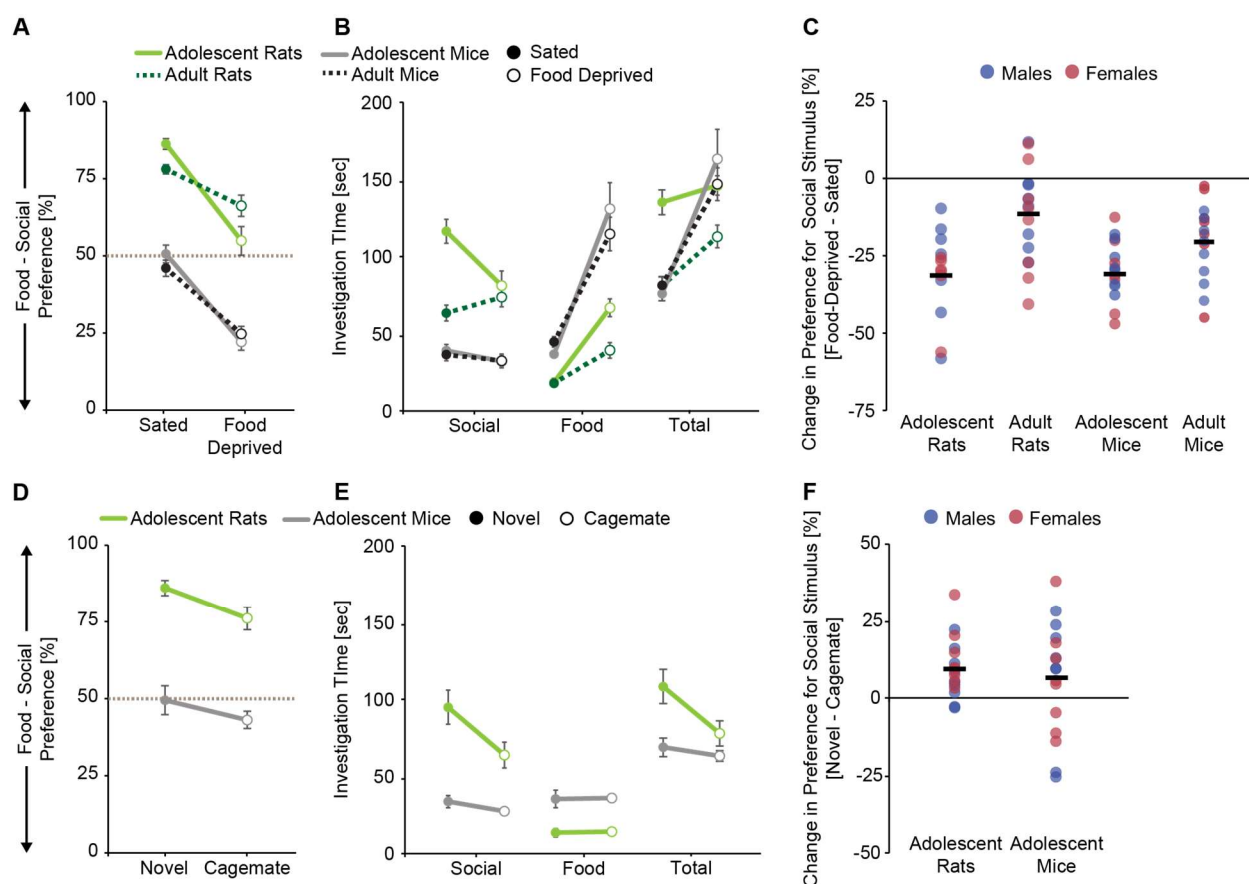 A
B
C
Adolescent Rats
Adult Rats
Adolescent Mice
Adult Mice
Sated
Food Deprived
Males
Females
Food - Social
Preference [%]
100
75
50
25
0
Sated
Food
Deprived
Investigation TIme [sec]
200
150
100
50
0
Social
Food
Total
Change in Preference for Social Stimulus [%]
[Food-Deprived - Sated]
25
0
-25
-50
-75
Adolescent
Rats
Adult
Rats
Adolescent
Mice
Adult
Mice
D
E
F
Adolescent Rats
Adolescent Mice
Novel
Cagemate
Males
Females
Food - Social
Preference [%]
100
75
50
25
0
Novel
Cagemate
Investigation TIme [sec]
200
150
100
50
0
Social
Food
Total
Change in Preference for Social Stimulus [%]
[Novel - Cagemate]
50
25
0
-25
-50
Adolescent
Rats
Adolescent
Mice